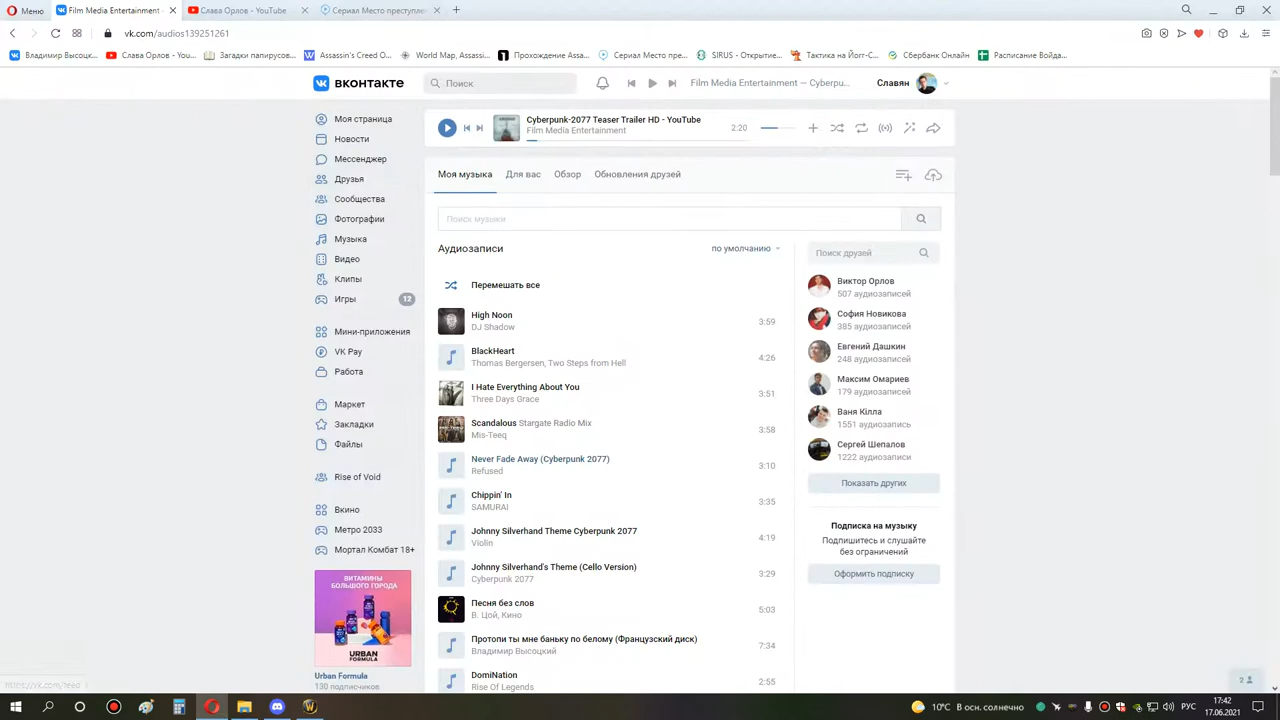 Меню
Film Media Entertainment -
Слава Орлов - YouTube
Сериал Место преступлен
vk.com/audios139251261
Владимир Высоцк...
Слава Орлов - You...
Загадки папирусов...
Assassin's Creed O...
World Map, Assassi...
Прохождение Assa...
Сериал Место пре...
SIRUS - Открытие...
Тактика на Йогг-С...
Сбербанк Онлайн
Расписание Войда...
вконтакте
Поиск
Film Media Entertainment — Cyberpu...
Славян
Моя страница
Новости
Мессенджер
Друзья
Сообщества
Фотографии
Музыка
Видео
Клипы
Игры
12
Мини-приложения
VK Pay
Работа
Маркет
Закладки
Файлы
Rise of Void
Вкино
Метро 2033
Мортал Комбат 18+
ВИТАМИНЫ
БОЛЬШОГО ГОРОДА
URBAN
FORMULA
Urban Formula
130 подписчиков
https://vk.com/feed
Cyberpunk-2077 Teaser Trailer HD - YouTube
Film Media Entertainment
2:20
Моя музыка
Для вас
Обзор
Обновления друзей
Поиск музыки
Аудиозаписи
по умолчанию
Перемешать все
High Noon
DJ Shadow
3:59
BlackHeart
Thomas Bergersen, Two Steps from Hell
4:26
I Hate Everything About You
Three Days Grace
3:51
Scandalous Stargate Radio Mix
Mis-Teeq
3:58
Never Fade Away (Cyberpunk 2077)
Refused
3:10
Chippin' In
SAMURAI
3:35
Johnny Silverhand Theme Cyberpunk 2077
Violin
4:19
Johnny Silverhand's Theme (Cello Version)
Cyberpunk 2077
3:29
Песня без слов
В. Цой, Кино
5:03
Протопи ты мне баньку по белому (Французский диск)
Владимир Высоцкий
7:34
DomiNation
Rise Of Legends
2:55
Поиск друзей
Виктор Орлов
507 аудиозаписей
София Новикова
385 аудиозаписей
Евгений Дашкин
248 аудиозаписей
Максим Омариев
179 аудиозаписей
Ваня Кілла
1551 аудиозапись
Сергей Шепалов
1222 аудиозаписи
Показать других
Подписка на музыку
Подпишитесь и слушайте
без ограничений
Оформить подписку
2
10°C В осн. солнечно
РУС
17:42
17.06.2021